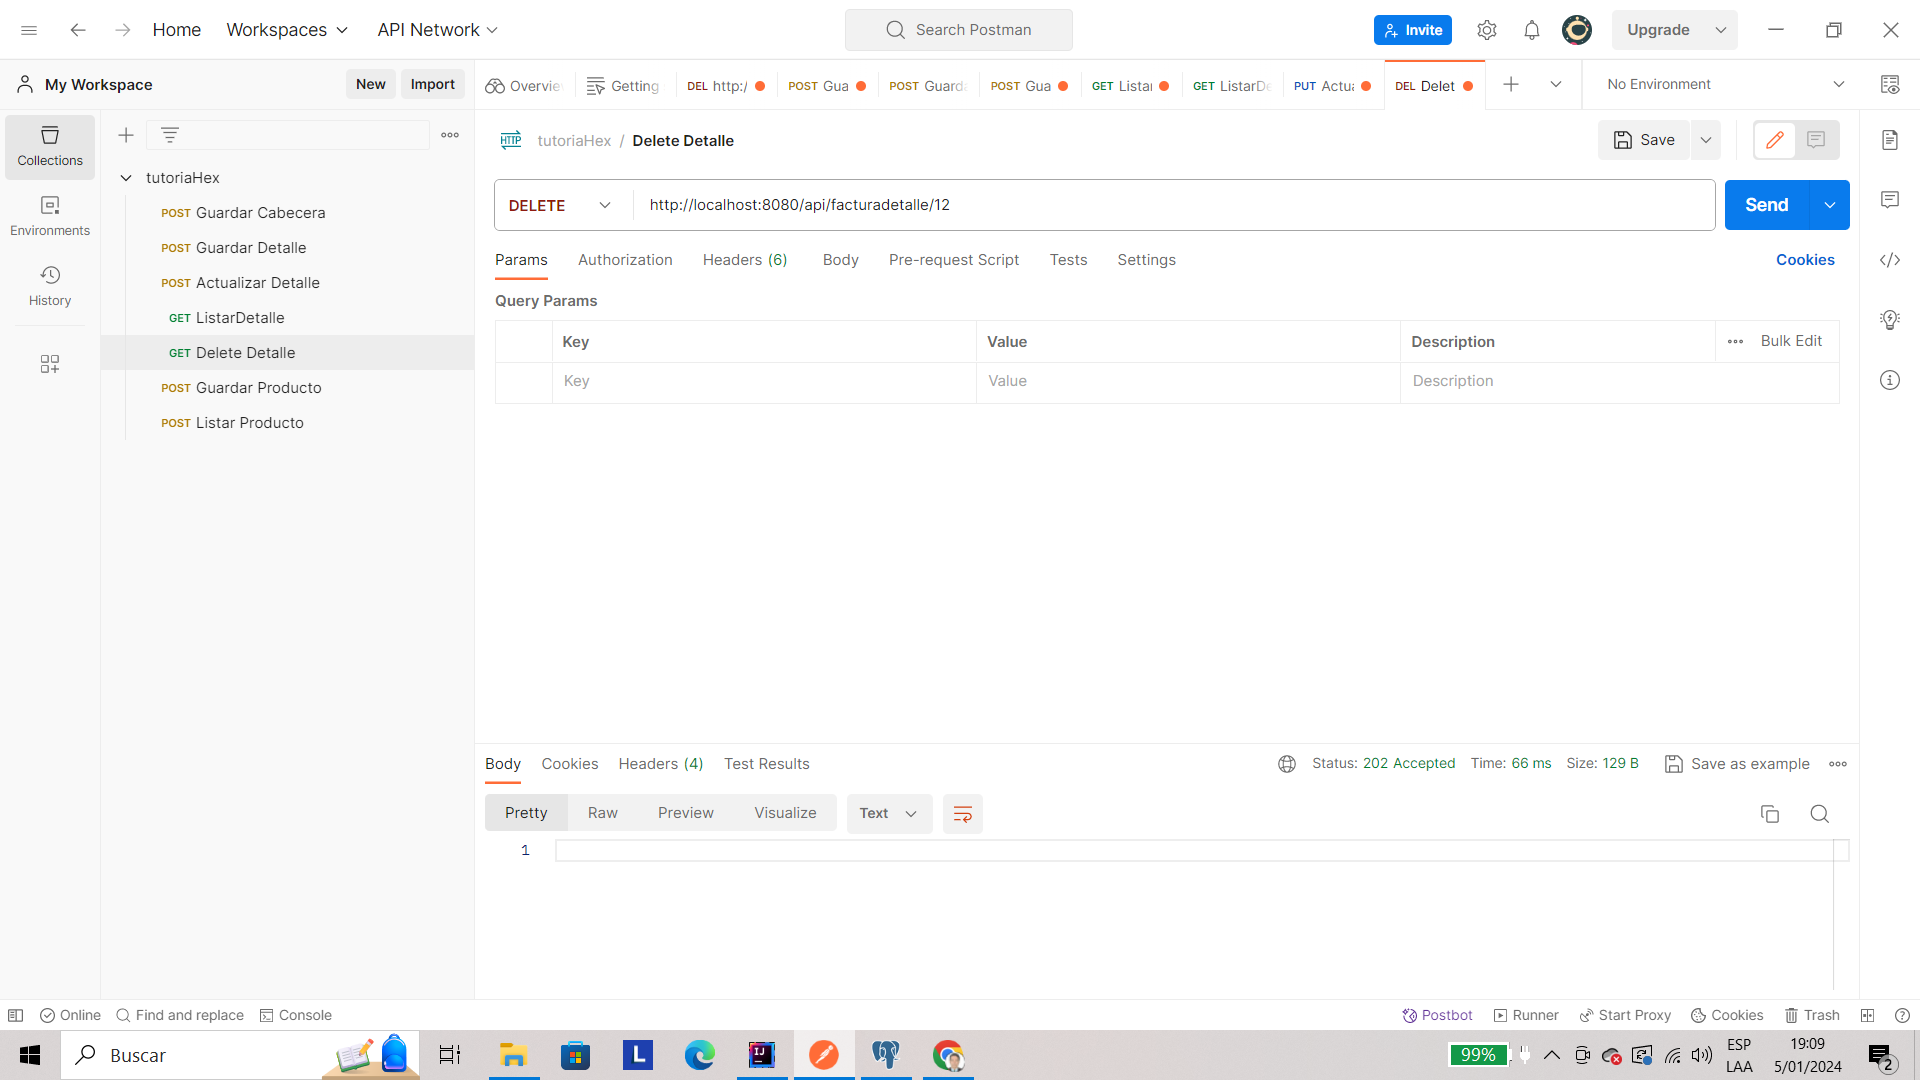 Home
Workspaces
API Network
Search Postman
Invite
Upgrade
My Workspace
New
Import
Overvie
Getting
DEL http:/
POST Gua
POST Guard
POST Gua
GET Listar
GET ListarDe
PUT Actua
DEL Delet
No Environment
Collections
Environments
History
tutoriaHex
POST Guardar Cabecera
POST Guardar Detalle
POST Actualizar Detalle
GET ListarDetalle
GET Delete Detalle
POST Guardar Producto
POST Listar Producto
HTTP
tutoriaHex / Delete Detalle
Save
DELETE
http://localhost:8080/api/facturadetalle/12
Send
Params
Authorization
Headers (6)
Body
Pre-request Script
Tests
Settings
Cookies
Query Params
Key
Value
Description
Bulk Edit
Key
Value
Description
Body
Cookies
Headers (4)
Test Results
Status: 202 Accepted
Time: 66 ms
Size: 129 B
Save as example
Pretty
Raw
Preview
Visualize
Text
1
Online
Find and replace
Console
Postbot
Runner
Start Proxy
Cookies
Trash
Buscar
L
IJ
99%
ESP
LAA
19:09
5/01/2024
2